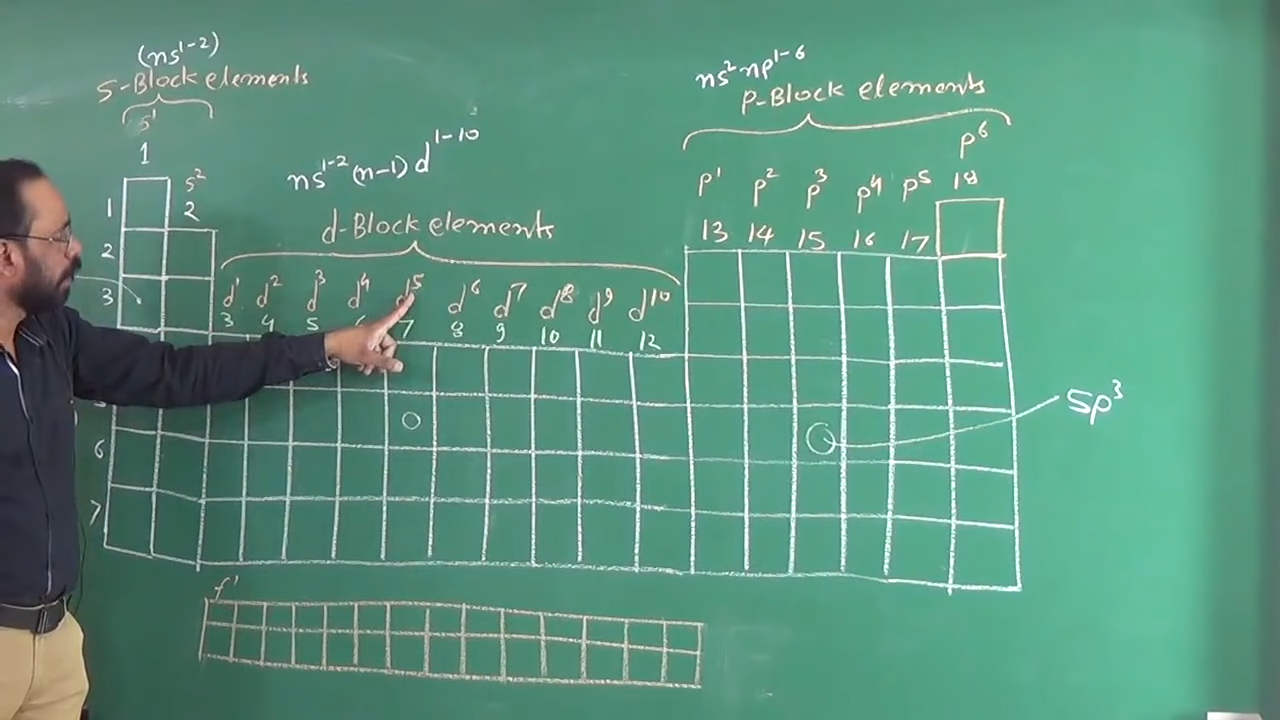 (ns¹⁻²)
s-Block elements
s¹
1
s²
2
1
2
3
6
7
ns¹⁻² (n-1) d¹⁻¹⁰
d-Block elements
d¹ d² d³ d⁴ d⁵ d⁶ d⁷ d⁸ d⁹ d¹⁰
3 4 5 6 7 8 9 10 11 12
ns² np¹⁻⁶
p-Block elements
p¹ p² p³ p⁴ p⁵ p⁶
13 14 15 16 17 18
5p³
f¹